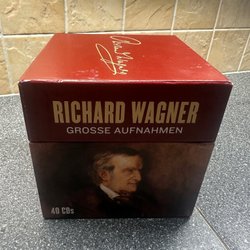 RICHARD WAGNER
GROSSE AUFNAHMEN
40 CDs